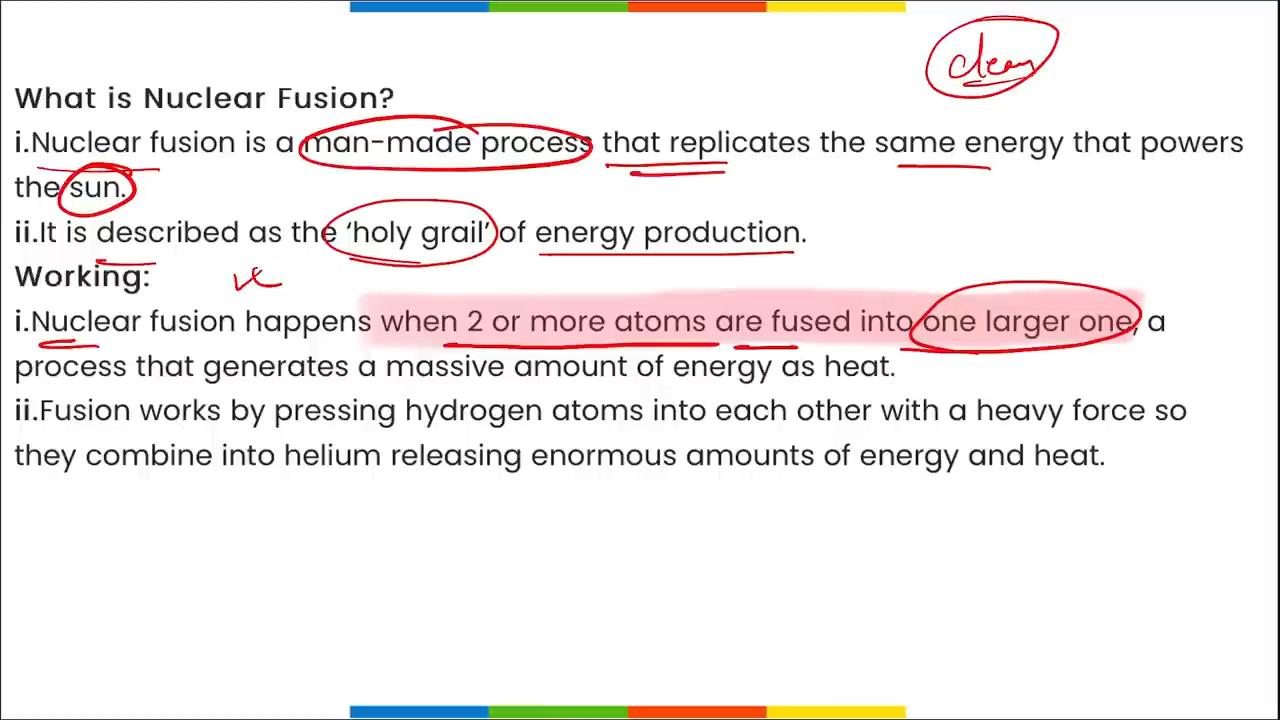 clean
What is Nuclear Fusion?
i.Nuclear fusion is a man-made process that replicates the same energy that powers
the sun.
ii.It is described as the ‘holy grail’ of energy production.
Working:
i.Nuclear fusion happens when 2 or more atoms are fused into one larger one, a
process that generates a massive amount of energy as heat.
ii.Fusion works by pressing hydrogen atoms into each other with a heavy force so
they combine into helium releasing enormous amounts of energy and heat.